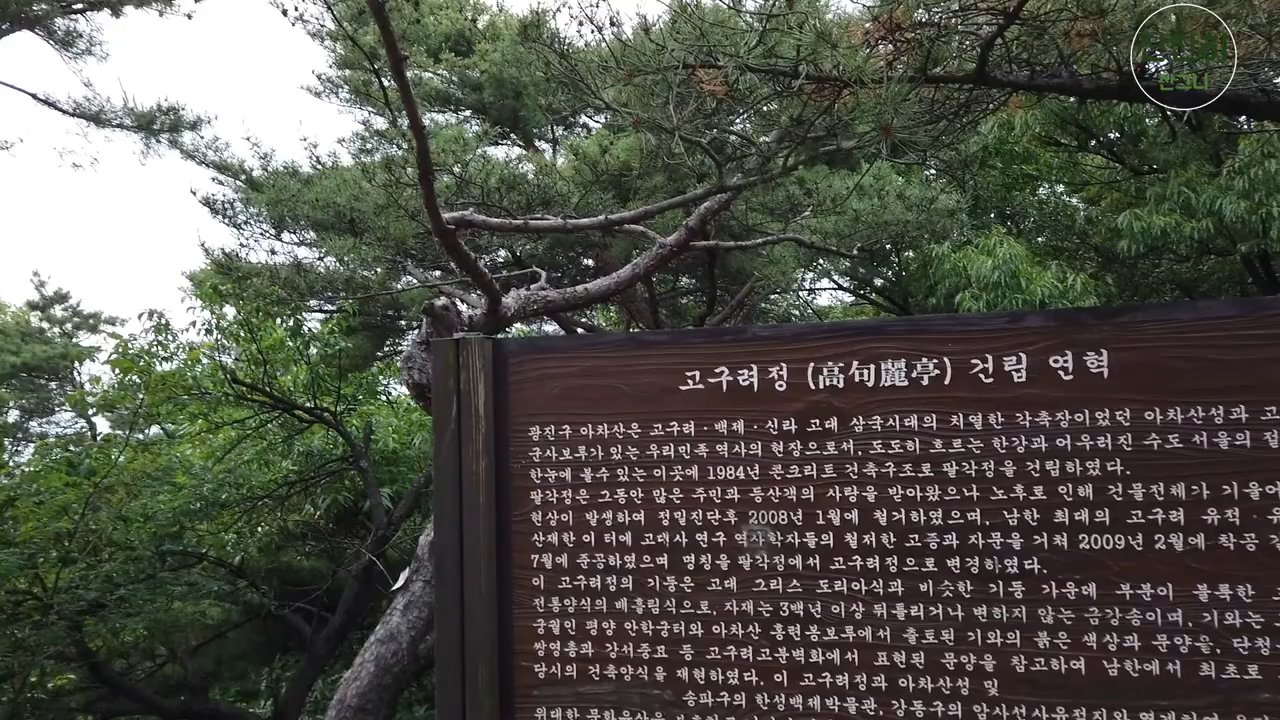 고구려정 (高句麗亭) 건립 연혁
광진구 아차산은 고구려·백제·신라 고대 삼국시대의 치열한 각축장이었던 아차산성과 고
군사보루가 있는 우리민족 역사의 현장으로서, 도도히 흐르는 한강과 어우러진 수도 서울의
한눈에 볼수 있는 이곳에 1984년 콘크리트 건축구조로 팔각정을 건립하였다.
팔각정은 그동안 많은 주민과 등산객의 사랑을 받아왔으나 노후로 인해 건물전체가 기울어
현상이 발생하여 정밀진단후 2008년 1월에 철거하였으며, 남한 최대의 고구려 유적·유
산재한 이 터에 고대사 연구 역사학자들의 철저한 고증과 자문을 거쳐 2009년 2월에 착공
7월에 준공하였으며 명칭을 팔각정에서 고구려정으로 변경하였다.
이 고구려정의 기둥은 고대 그리스 도리아식과 비슷한 기둥 가운데 부분이 볼록한
전통양식의 배흘림식으로, 자재는 3백년 이상 뒤틀리거나 변하지 않는 금강송이며, 기와는
궁궐인 평양 안학궁터와 아차산 홍련봉보루에서 출토된 기와의 붉은 색상과 문양을, 단청
쌍영총과 강서중묘 등 고구려고분벽화에서 표현된 문양을 참고하여 남한에서 최초로
당시의 건축양식을 재현하였다. 이 고구려정과 아차산성 및
송파구의 한성백제박물관, 강동구의 암사선사유적지와
위대한 문화유산을